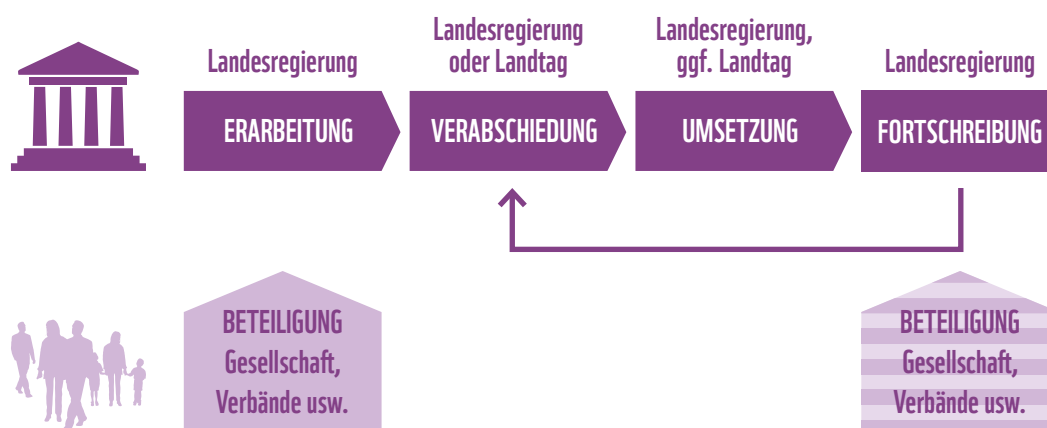 Landesregierung
ERARBEITUNG
Landesregierung
oder Landtag
VERABSCHIEDUNG
Landesregierung,
ggf. Landtag
UMSETZUNG
Landesregierung
FORTSCHREIBUNG
BETEILIGUNG
Gesellschaft,
Verbände usw.
BETEILIGUNG
Gesellschaft,
Verbände usw.